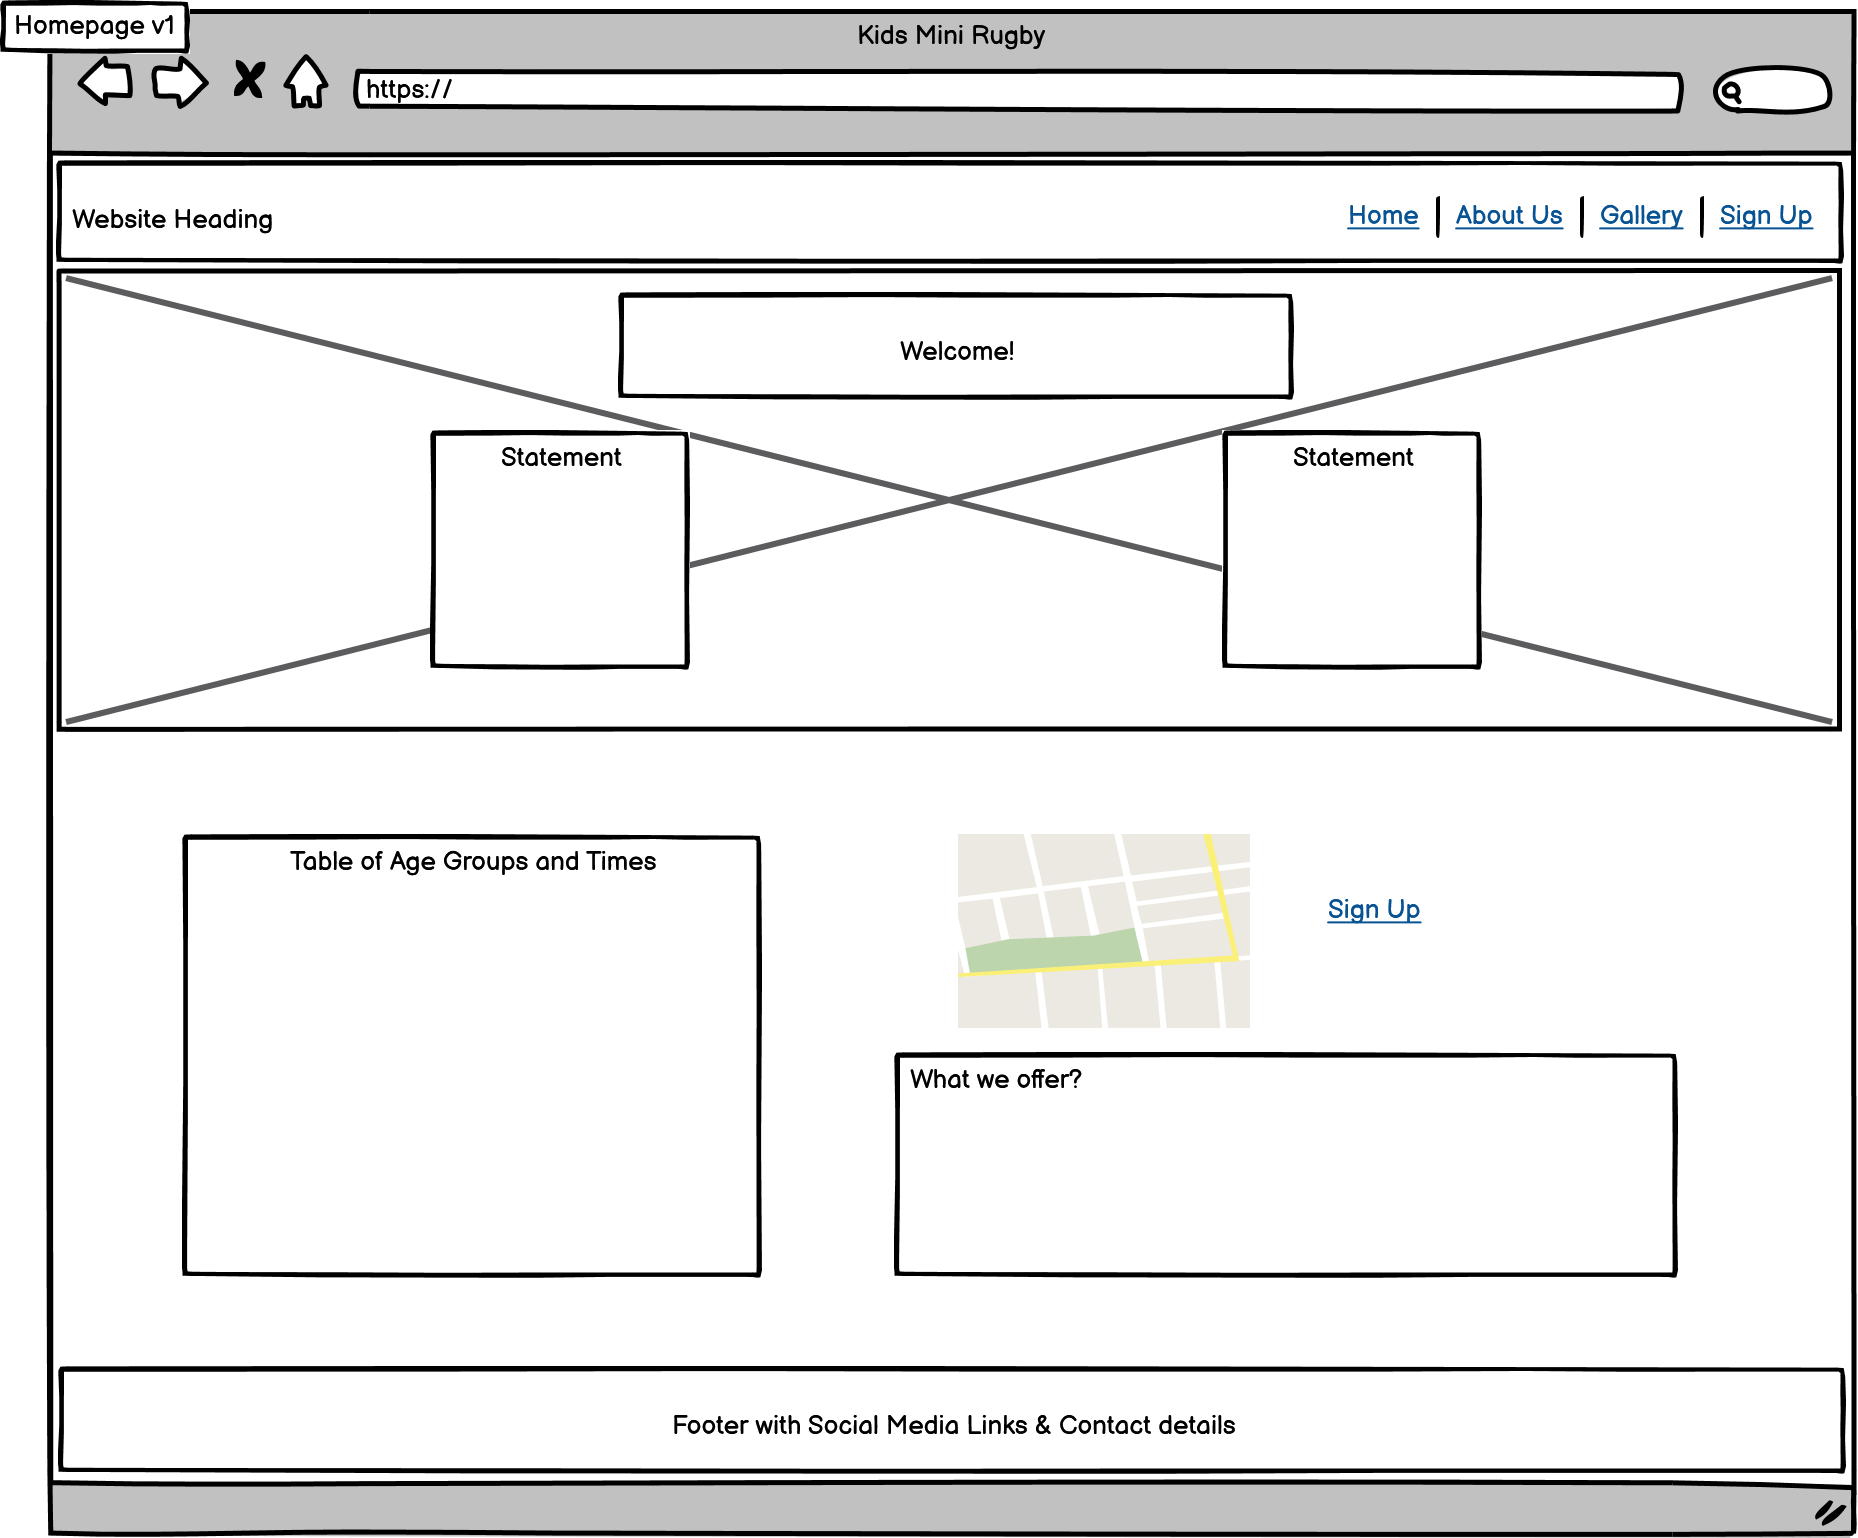 Homepage v1
Kids Mini Rugby
https://
Website Heading
Home | About Us | Gallery | Sign Up
Welcome!
Statement
Statement
Table of Age Groups and Times
Sign Up
What we offer?
Footer with Social Media Links & Contact details